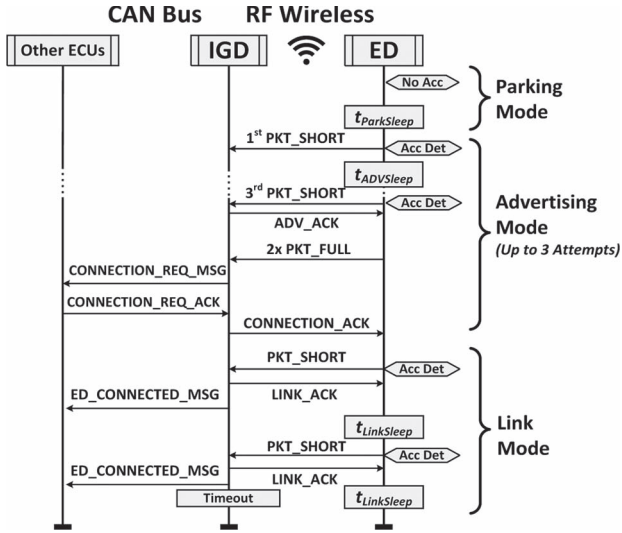 CAN Bus RF Wireless
Other ECUs IGD ED
No Acc
Parking
Mode
tParkSleep
1st PKT_SHORT
Acc Det
tADVSleep
3rd PKT_SHORT
Acc Det
Advertising
Mode
(Up to 3 Attempts)
ADV_ACK
2x PKT_FULL
CONNECTION_REQ_MSG
CONNECTION_REQ_ACK
CONNECTION_ACK
PKT_SHORT
Acc Det
LINK_ACK
ED_CONNECTED_MSG
Link
Mode
tLinkSleep
PKT_SHORT
Acc Det
ED_CONNECTED_MSG
LINK_ACK
Timeout
tLinkSleep